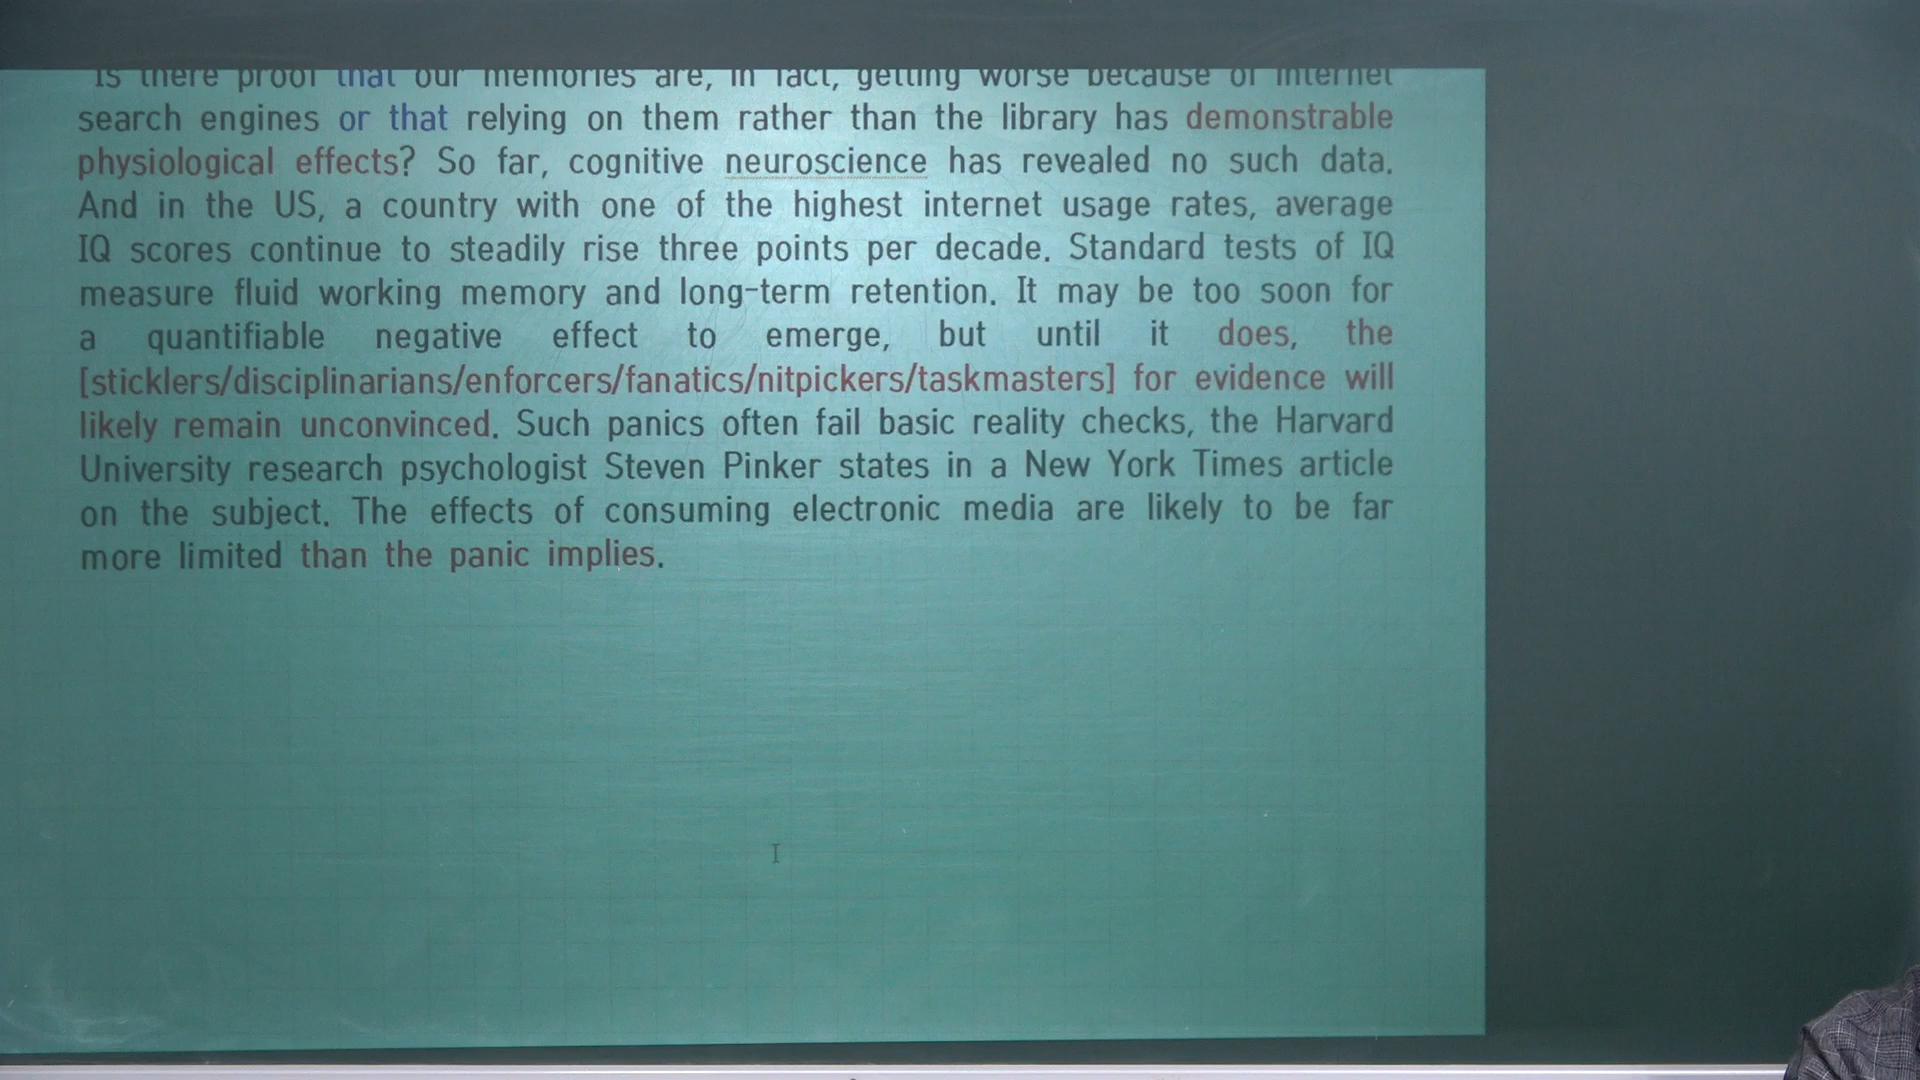 Is there proof that our memories are, in fact, getting worse because of internet
search engines or that relying on them rather than the library has demonstrable
physiological effects? So far, cognitive neuroscience has revealed no such data.
And in the US, a country with one of the highest internet usage rates, average
IQ scores continue to steadily rise three points per decade. Standard tests of IQ
measure fluid working memory and long-term retention. It may be too soon for
a quantifiable negative effect to emerge, but until it does, the
[sticklers/disciplinarians/enforcers/fanatics/nitpickers/taskmasters] for evidence will
likely remain unconvinced. Such panics often fail basic reality checks, the Harvard
University research psychologist Steven Pinker states in a New York Times article
on the subject. The effects of consuming electronic media are likely to be far
more limited than the panic implies.